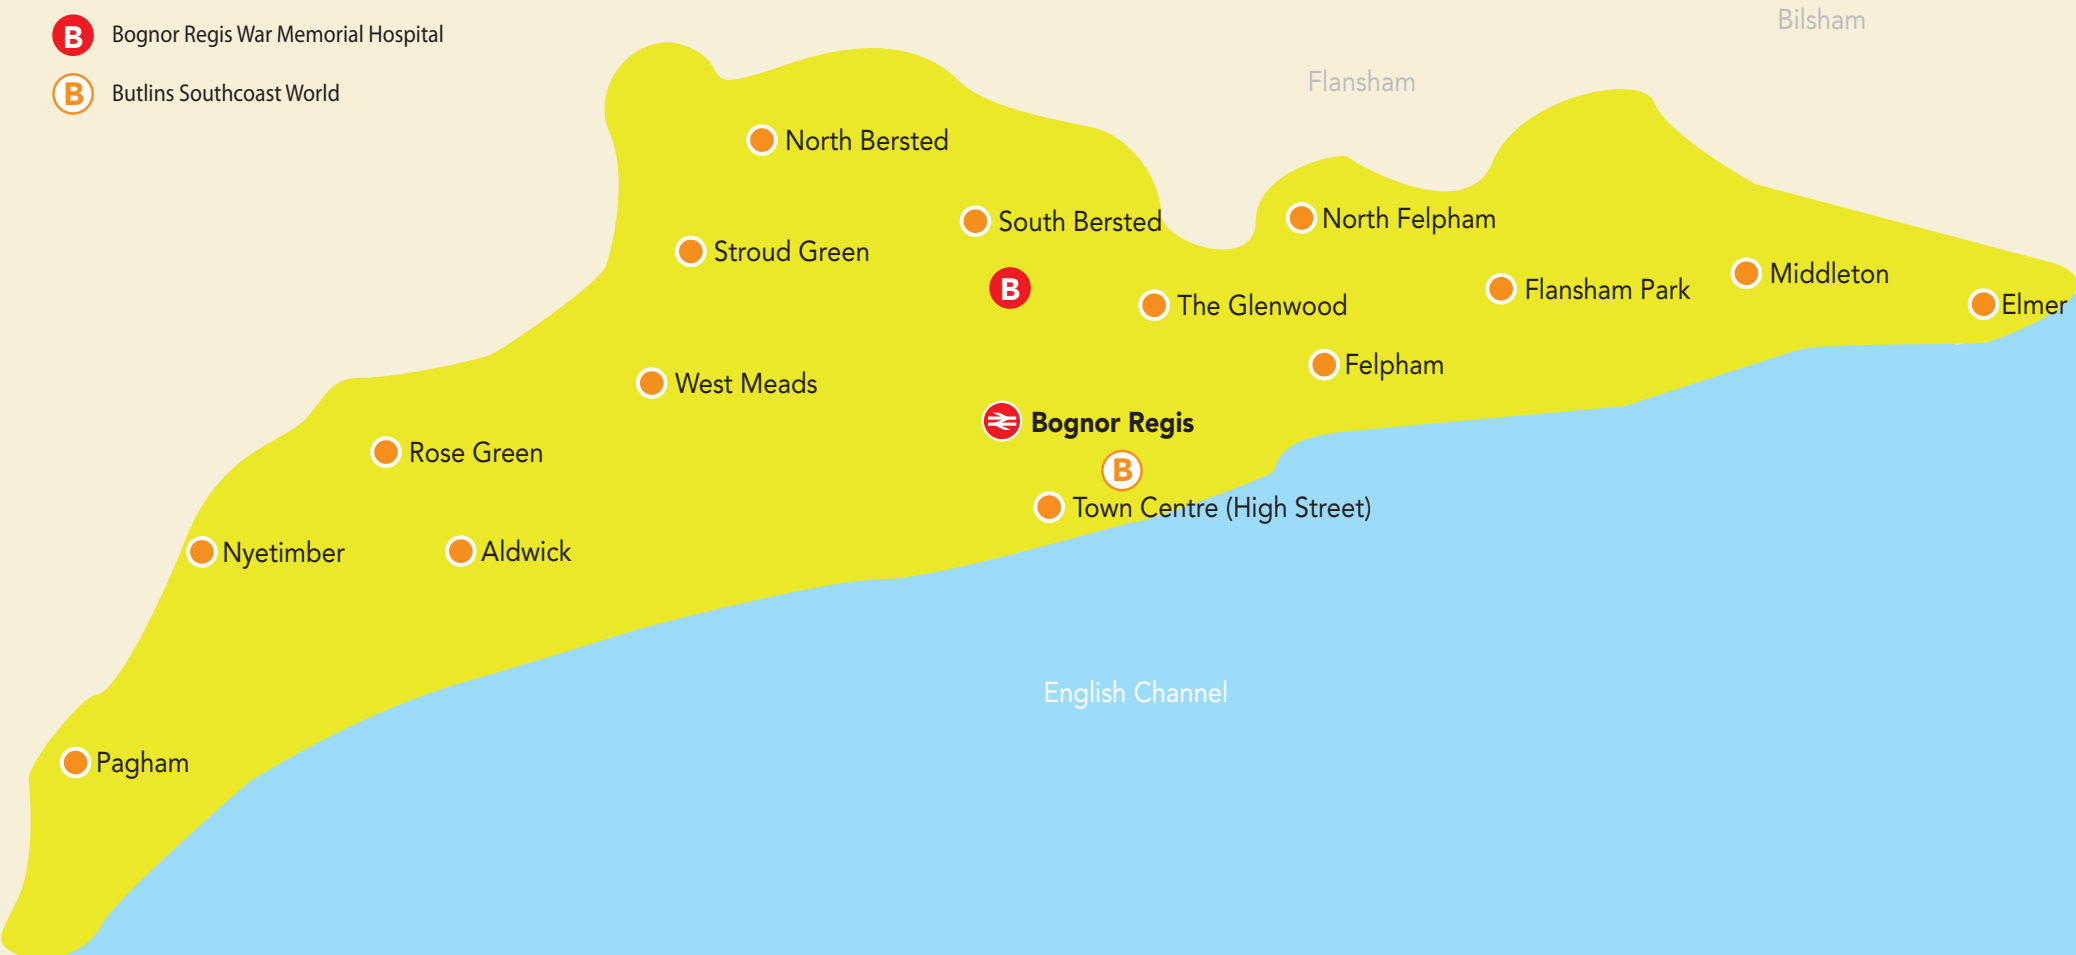 B Bognor Regis War Memorial Hospital
B Butlins Southcoast World
Bilsham
Flansham
North Bersted
South Bersted
North Felpham
Stroud Green
Middleton
B
Flansham Park
The Glenwood
Elmer
Felpham
West Meads
Bognor Regis
Rose Green
B
Town Centre (High Street)
Nyetimber
Aldwick
English Channel
Pagham